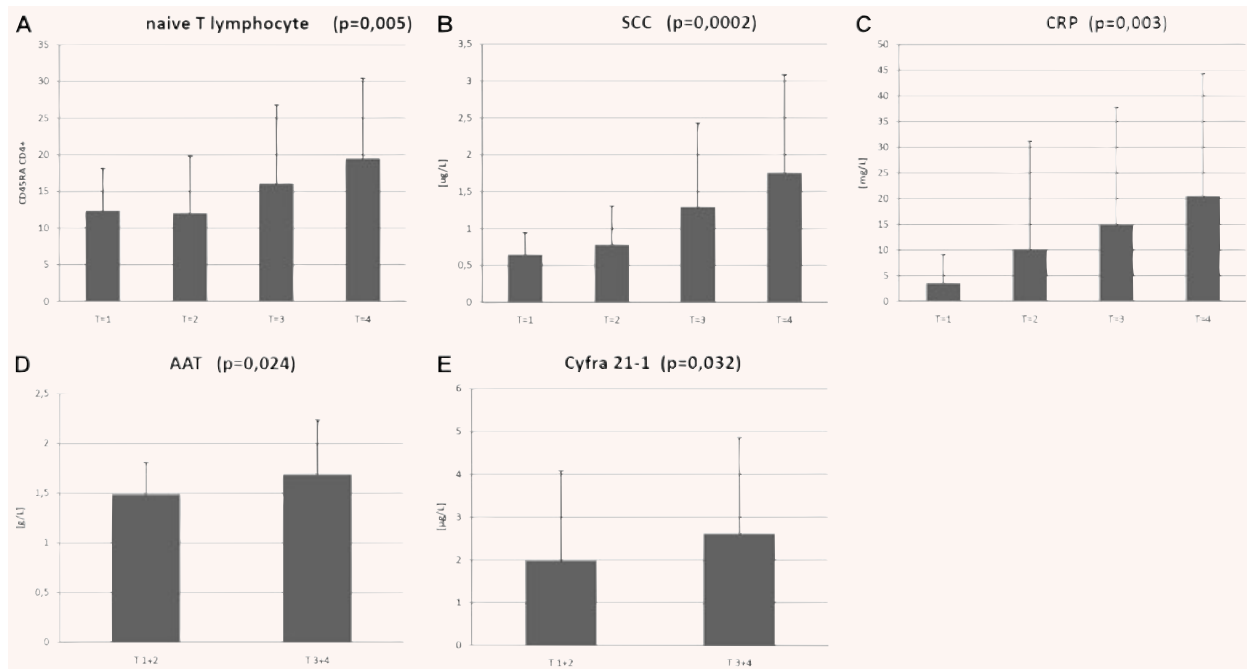 A naive T lymphocyte (p=0,005)
35
30
25
20
15
10
5
0
CD45RA CD4+
T=1 T=2 T=3 T=4
B SCC (p=0,0002)
3,5
3
2,5
2
1,5
1
0,5
0
[ug/L]
T=1 T=2 T=3 T=4
C CRP (p=0,003)
50
45
40
35
30
25
20
15
10
5
0
[mg/L]
T=1 T=2 T=3 T=4
D AAT (p=0,024)
2,5
2
1,5
1
0,5
0
[g/L]
T 1+2 T 3+4
E Cyfra 21-1 (p=0,032)
6
5
4
3
2
1
0
[µg/L]
T 1+2 T 3+4